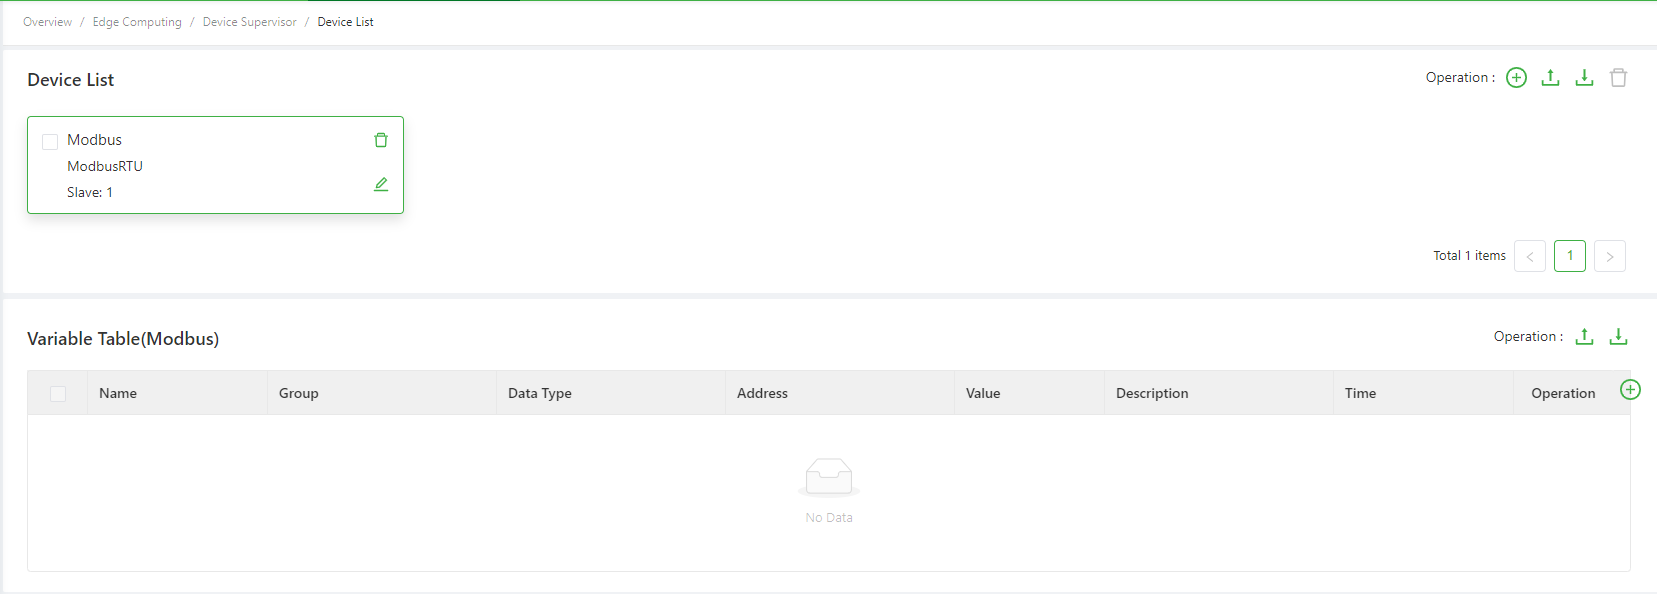 Overview / Edge Computing / Device Supervisor / Device List
Device List
Operation :
Modbus
ModbusRTU
Slave: 1
Total 1 items < 1 >
Variable Table(Modbus)
Operation :
Name Group Data Type Address Value Description Time Operation
No Data